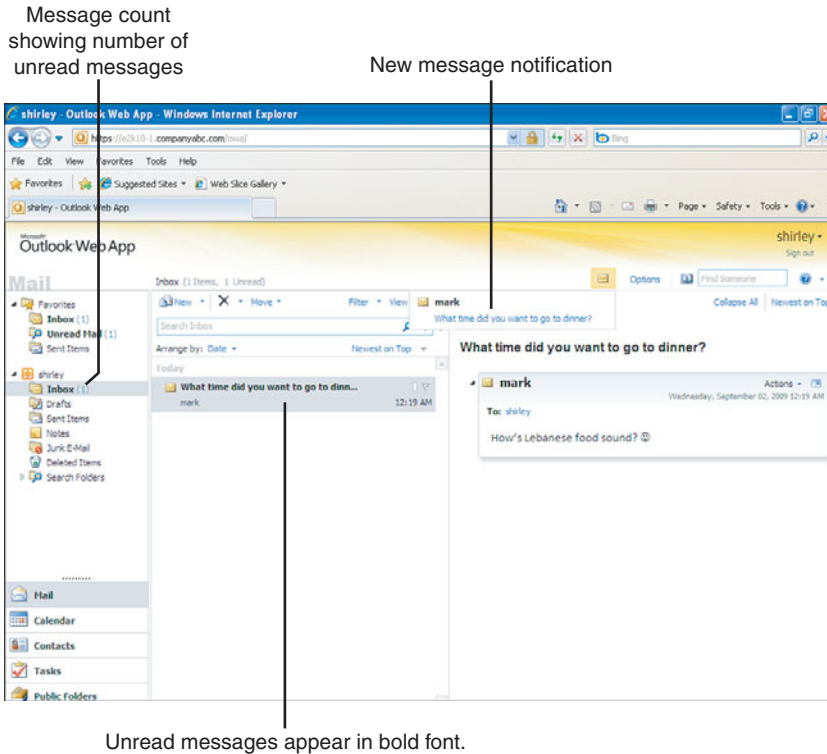 Message count
showing number of
unread messages
New message notification
shirley - Outlook Web App - Windows Internet Explorer
https://e2k10-1.companyabc.com/owa/
Bing
File Edit View Favorites Tools Help
Favorites Suggested Sites Web Slice Gallery
shirley - Outlook Web App
Page Safety Tools
Microsoft
Outlook Web App
shirley
Sign out
Mail
Inbox (1 Items, 1 Unread)
Options Find Someone
Favorites
Inbox (1)
Unread Mail (1)
Sent Items
shirley
Inbox (1)
Drafts
Sent Items
Notes
Junk E-Mail
Deleted Items
Search Folders
Mail
Calendar
Contacts
Tasks
Public Folders
New Move Filter View
Search Inbox
Arrange by: Date Newest on Top
Today
What time did you want to go to dinn...
mark 12:19 AM
mark
What time did you want to go to dinner?
Collapse All Newest on Top
What time did you want to go to dinner?
mark Actions
Wednesday, September 02, 2009 12:19 AM
To: shirley
How's Lebanese food sound? ☺
Unread messages appear in bold font.